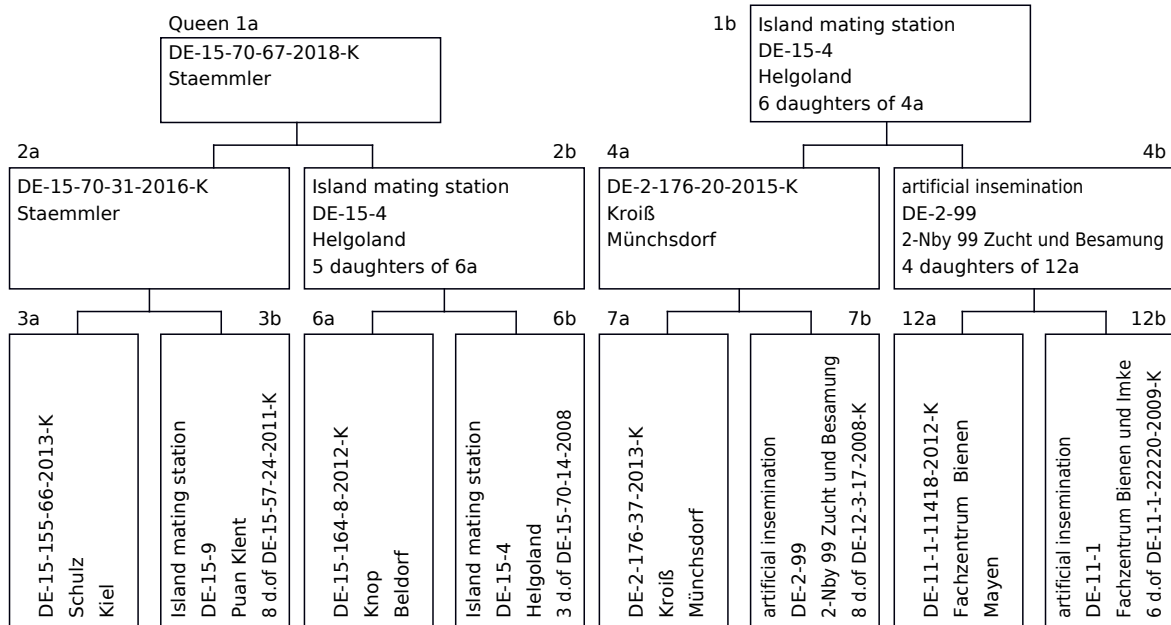 Queen 1a
DE-15-70-67-2018-K
Staemmler
1b
Island mating station
DE-15-4
Helgoland
6 daughters of 4a
2a
DE-15-70-31-2016-K
Staemmler
2b
Island mating station
DE-15-4
Helgoland
5 daughters of 6a
4a
DE-2-176-20-2015-K
Kroiß
Münchsdorf
4b
artificial insemination
DE-2-99
2-Nby 99 Zucht und Besamung
4 daughters of 12a
3a
DE-15-155-66-2013-K
Schulz
Kiel
3b
Island mating station
DE-15-9
Puan Klent
8 d.of DE-15-57-24-2011-K
6a
DE-15-164-8-2012-K
Knop
Beldorf
6b
Island mating station
DE-15-4
Helgoland
3 d.of DE-15-70-14-2008
7a
DE-2-176-37-2013-K
Kroiß
Münchsdorf
7b
artificial insemination
DE-2-99
2-Nby 99 Zucht und Besamung
8 d.of DE-12-3-17-2008-K
12a
DE-11-1-11418-2012-K
Fachzentrum Bienen
Mayen
12b
artificial insemination
DE-11-1
Fachzentrum Bienen und Imke
6 d.of DE-11-1-22220-2009-K